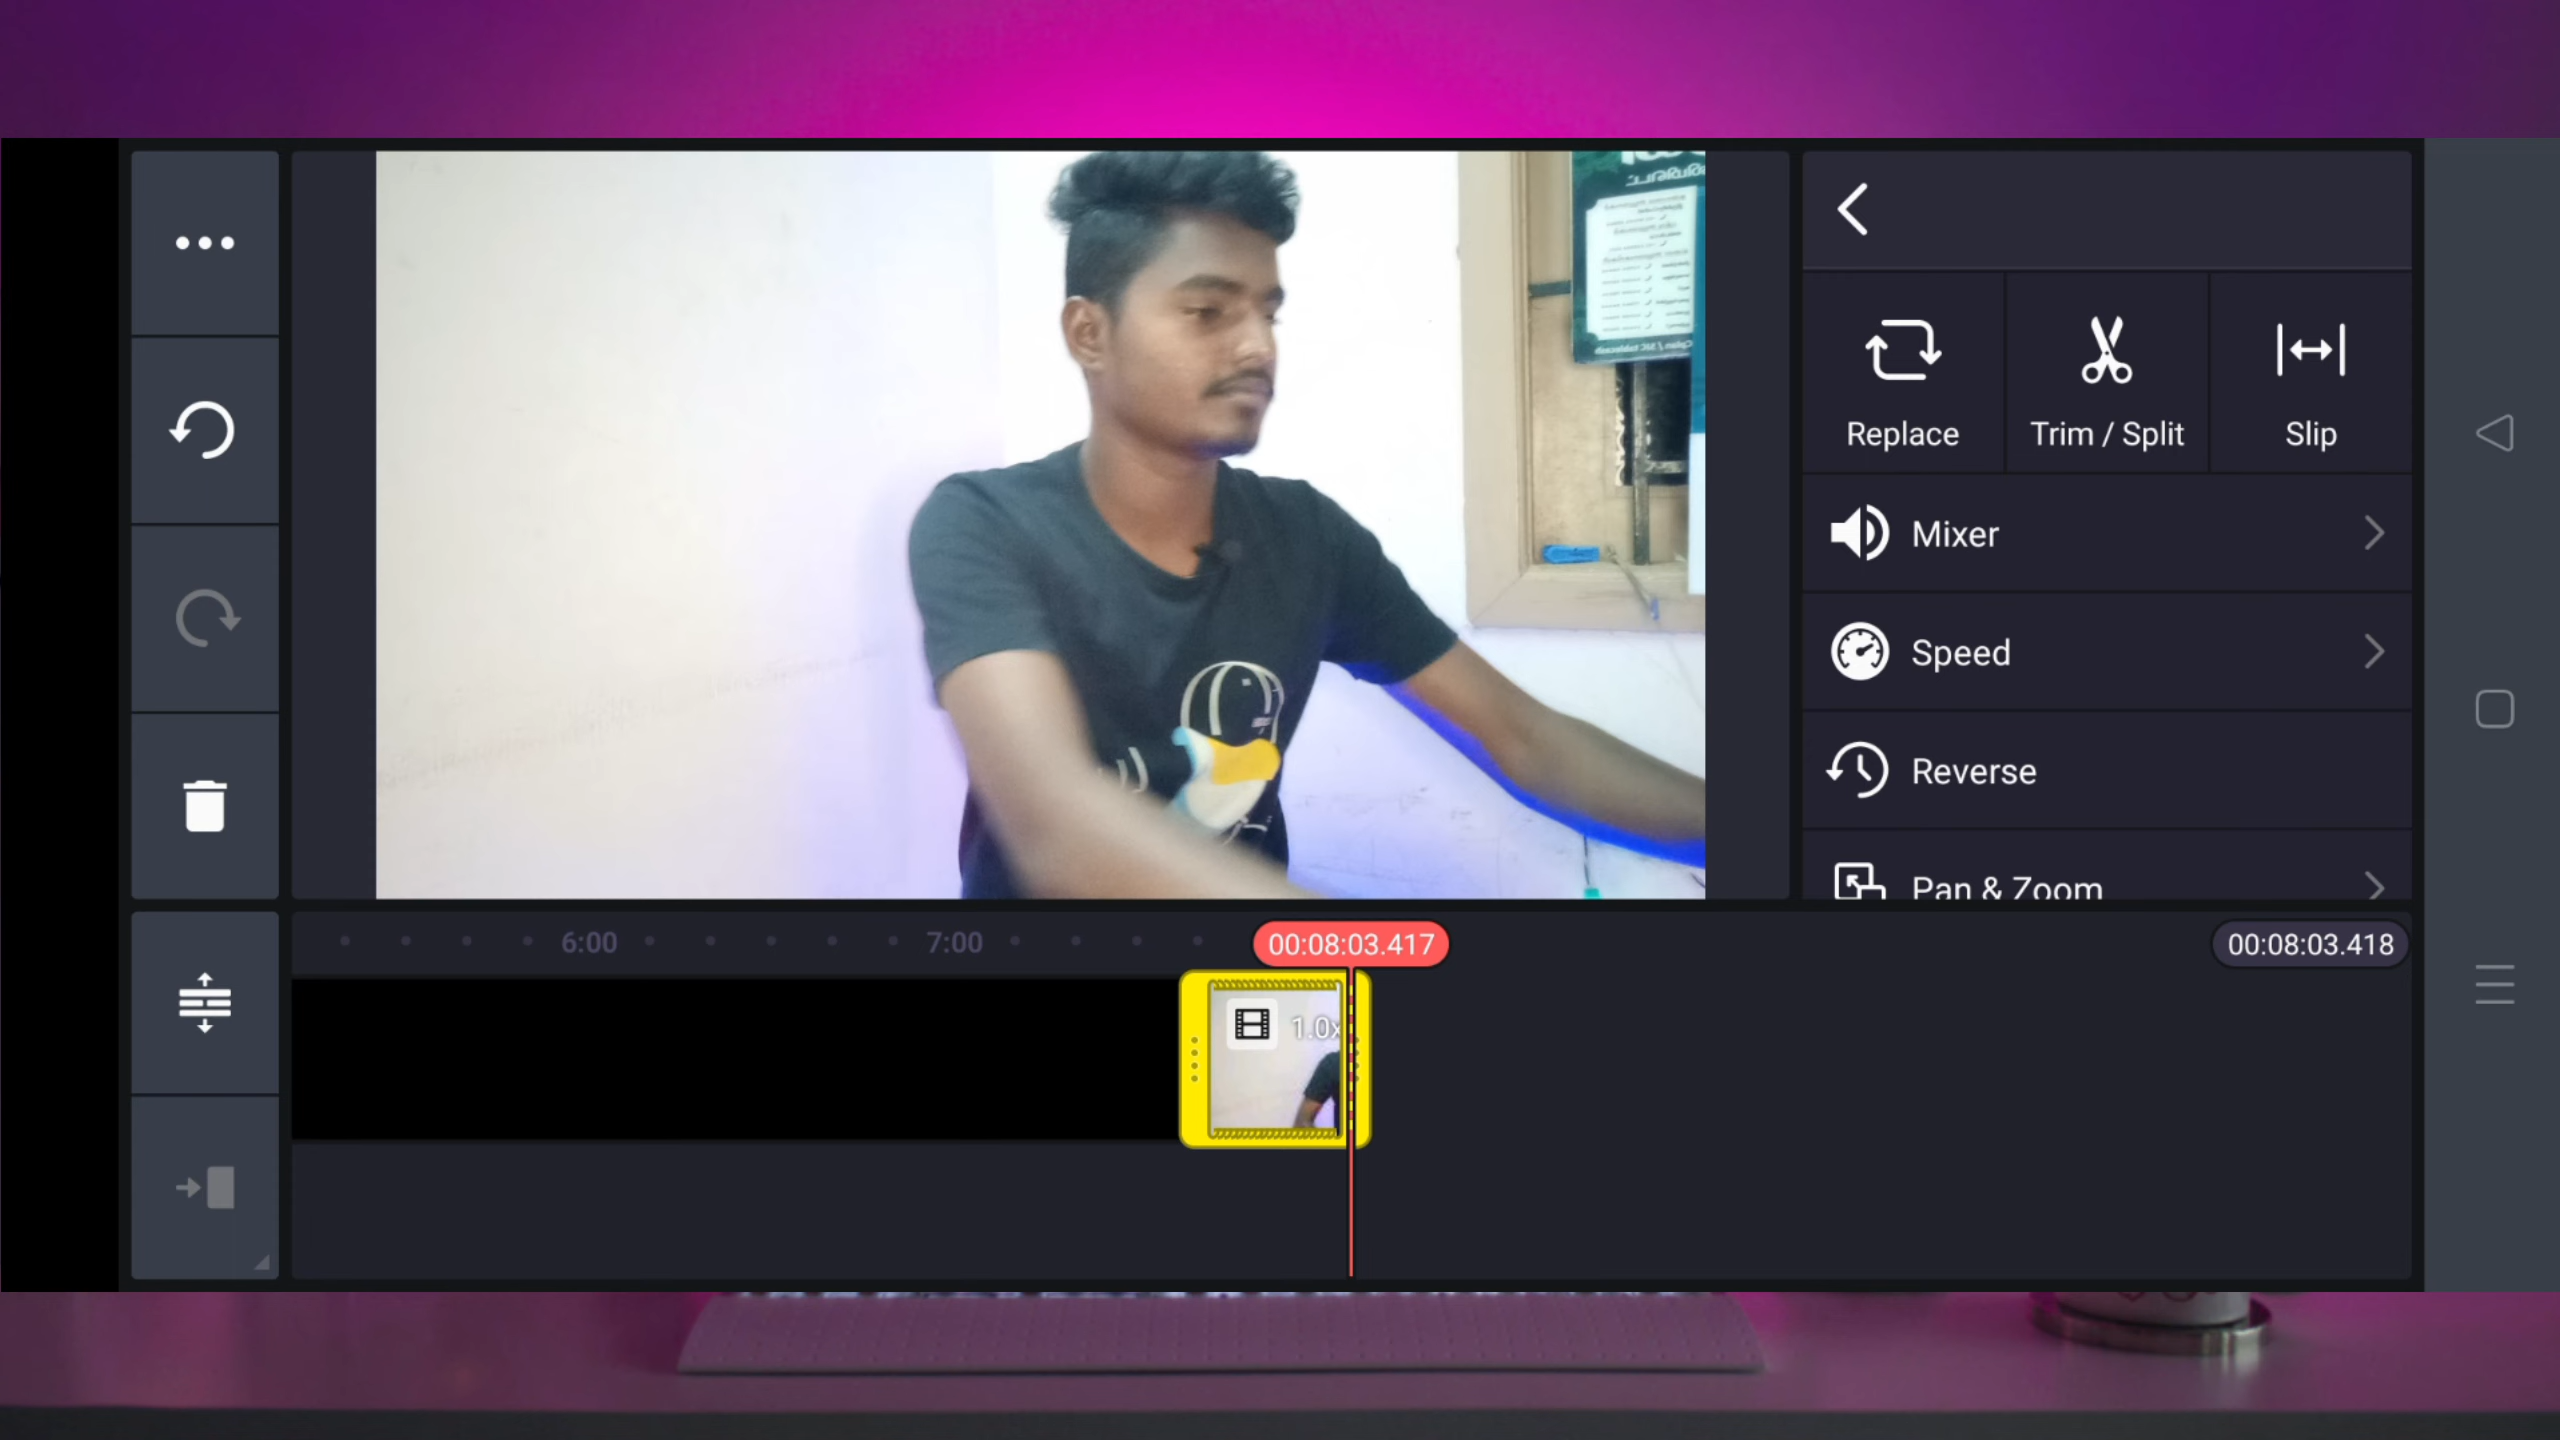 Replace
Trim / Split
Slip
Mixer
Speed
Reverse
Pan & Zoom
6:00
7:00
00:08:03.417
00:08:03.418
1.0x